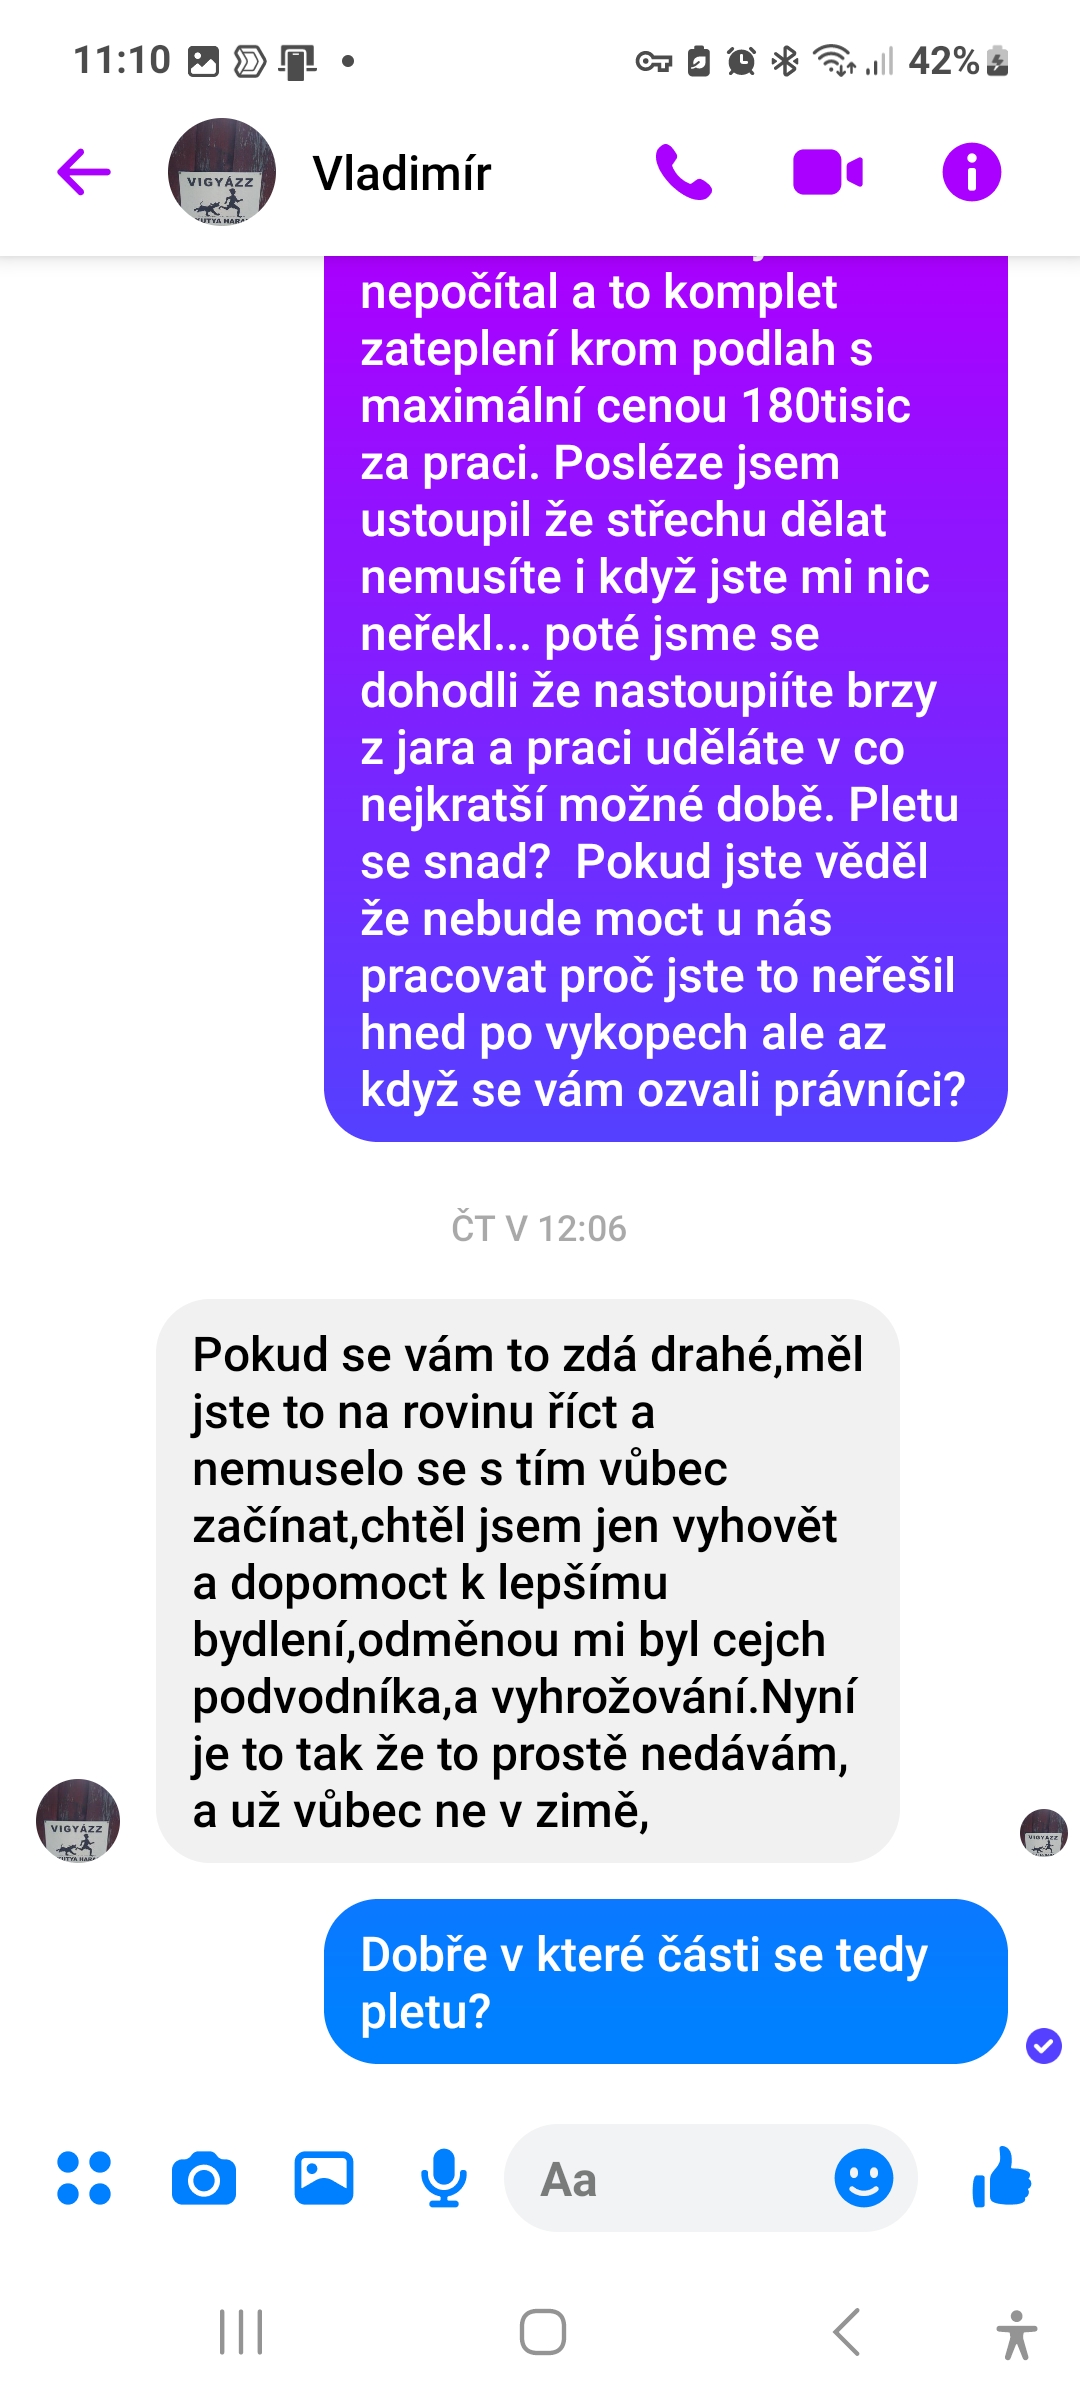 11:10
42%
VIGYÁZZ
KUTYA HARA
Vladimír
nepočítal a to komplet
zateplení krom podlah s
maximální cenou 180tisic
za praci. Posléze jsem
ustoupil že střechu dělat
nemusíte i když jste mi nic
neřekl... poté jsme se
dohodli že nastoupiíte brzy
z jara a praci uděláte v co
nejkratší možné době. Pletu
se snad?  Pokud jste věděl
že nebude moct u nás
pracovat proč jste to neřešil
hned po vykopech ale az
když se vám ozvali právníci?
ČT V 12:06
Pokud se vám to zdá drahé,měl
jste to na rovinu říct a
nemuselo se s tím vůbec
začínat,chtěl jsem jen vyhovět
a dopomoct k lepšímu
bydlení,odměnou mi byl cejch
podvodníka,a vyhrožování.Nyní
je to tak že to prostě nedávám,
a už vůbec ne v zimě,
VIGYÁZZ
VIGYÁZZ
Dobře v které části se tedy
pletu?
Aa